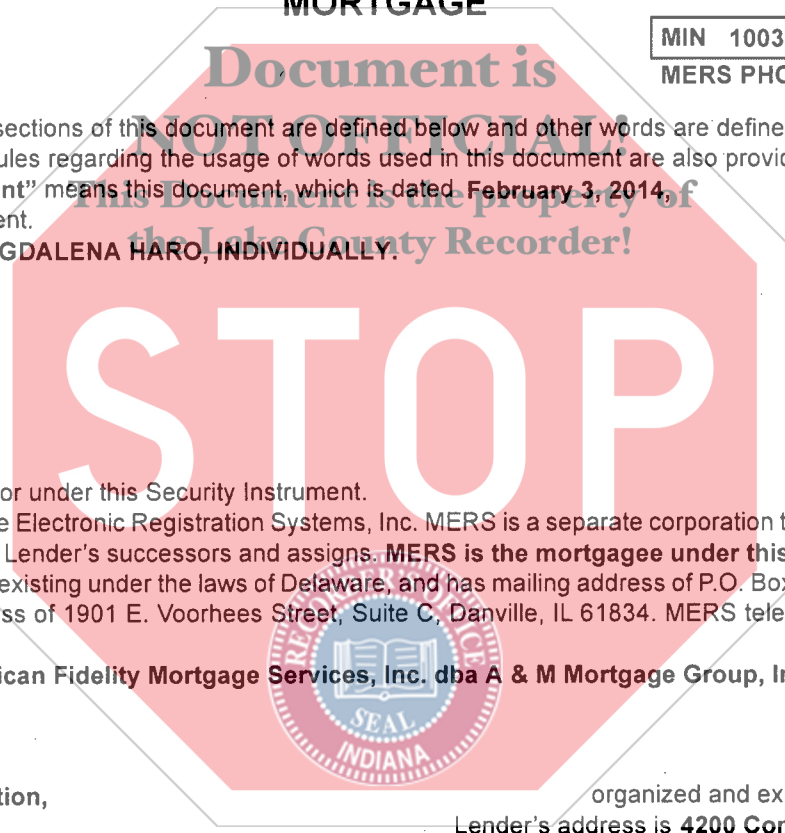 MORTGAGE
Document is
MIN 1003
MERS PHO
NOT OFFICIAL!
sections of this document are defined below and other words are define
ules regarding the usage of words used in this document are also provid
nt” means this document, which is dated February 3, 2014,
This Document is the property of
ent.
the Lake County Recorder!
GDALENA HARO, INDIVIDUALLY.
STOP
or under this Security Instrument.
e Electronic Registration Systems, Inc. MERS is a separate corporation t
Lender's successors and assigns. MERS is the mortgagee under this
existing under the laws of Delaware, and has mailing address of P.O. Box
ss of 1901 E. Voorhees Street, Suite C, Danville, IL 61834. MERS tele
RECORDER'S OFFICE
ican Fidelity Mortgage Services, Inc. dba A & M Mortgage Group, In
SEAL
INDIANA
tion,
organized and ex
Lender's address is 4200 Cor